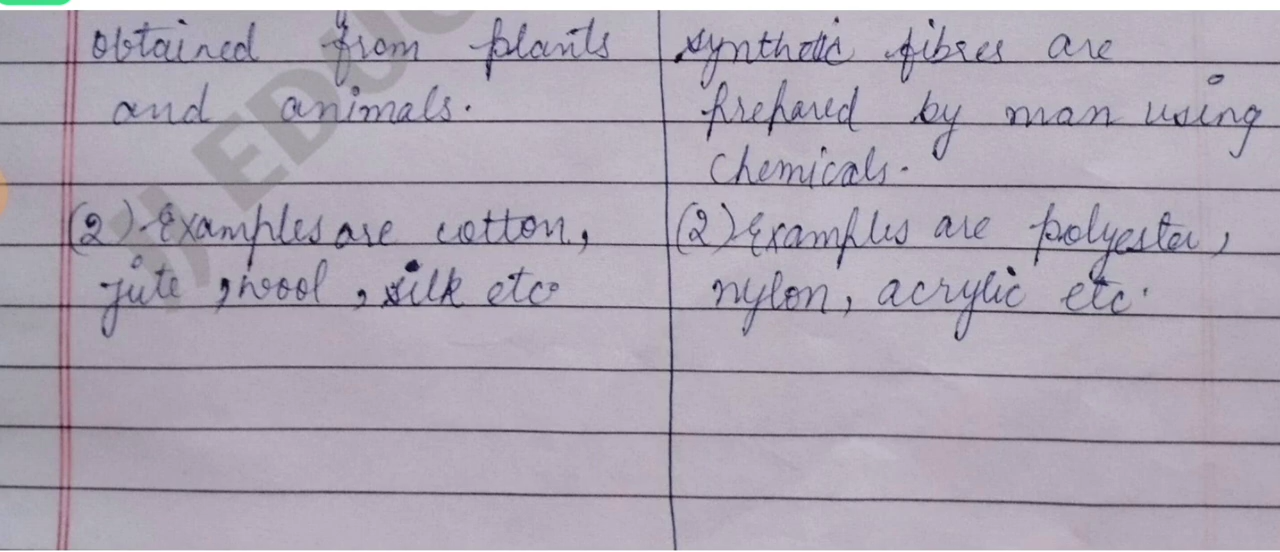 obtained from plants
and animals.
(2) Examples are cotton,
jute, wool, silk etc
synthetic fibres are
prepared by man using
chemicals.
(2) Examples are polyester,
nylon, acrylic etc.
EDUC